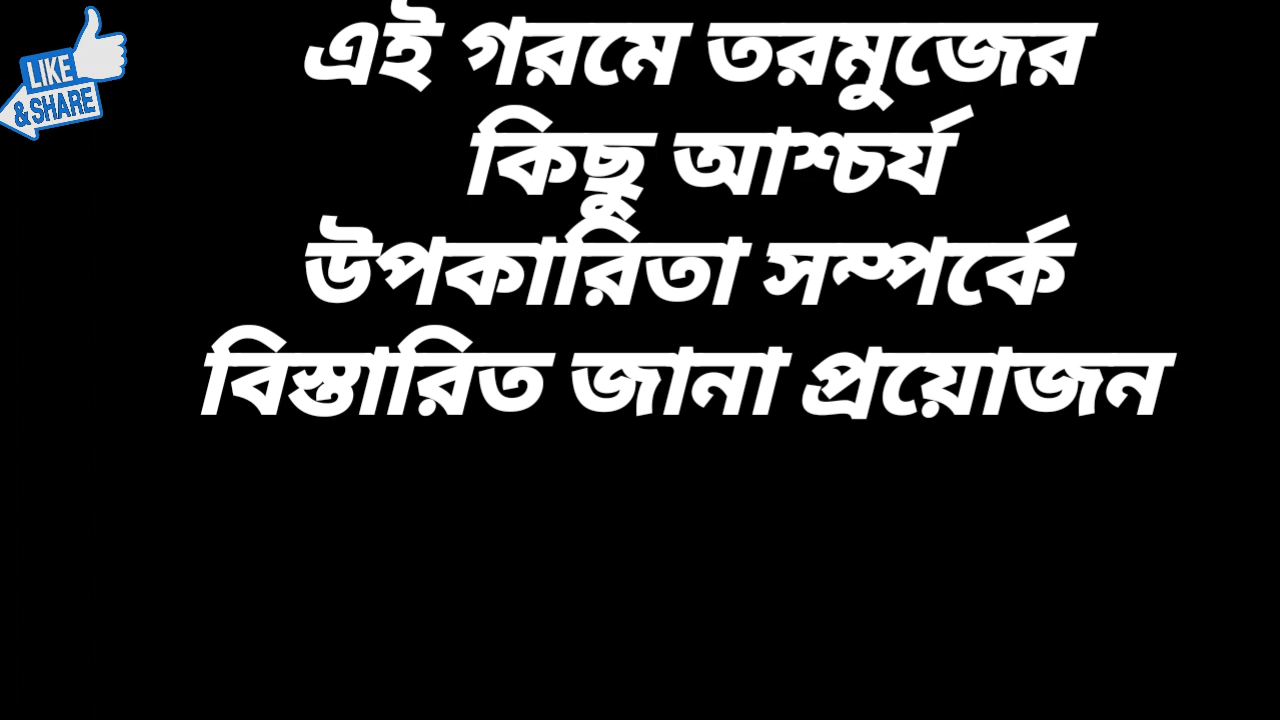 LIKE
& SHARE
এই গরমে তরমুজের
কিছু আশ্চর্য
উপকারিতা সম্পর্কে
বিস্তারিত জানা প্রয়োজন